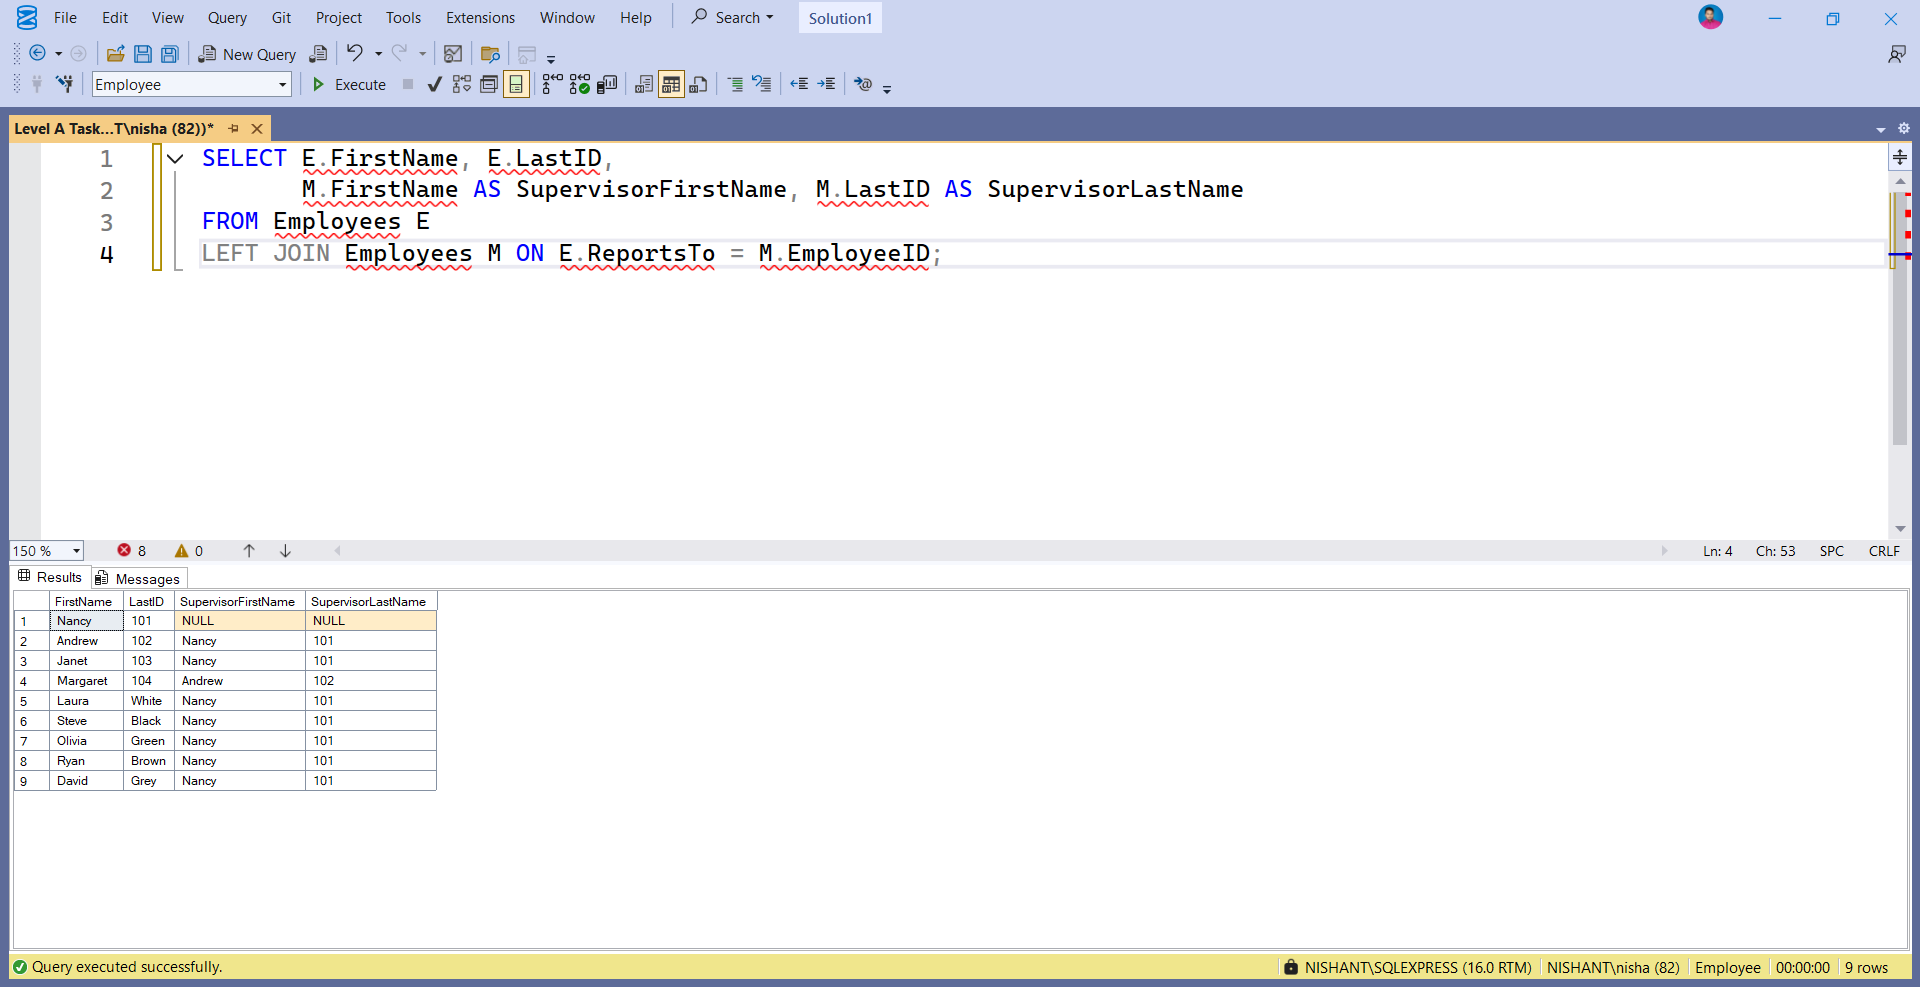 File Edit View Query Git Project Tools Extensions Window Help Search Solution1
New Query
Employee Execute
Level A Task...T\nisha (82))*
1 SELECT E.FirstName, E.LastID,
2 M.FirstName AS SupervisorFirstName, M.LastID AS SupervisorLastName
3 FROM Employees E
4 LEFT JOIN Employees M ON E.ReportsTo = M.EmployeeID;
150 % 8 0 Ln: 4 Ch: 53 SPC CRLF
Results Messages
FirstName LastID SupervisorFirstName SupervisorLastName
1 Nancy 101 NULL NULL
2 Andrew 102 Nancy 101
3 Janet 103 Nancy 101
4 Margaret 104 Andrew 102
5 Laura White Nancy 101
6 Steve Black Nancy 101
7 Olivia Green Nancy 101
8 Ryan Brown Nancy 101
9 David Grey Nancy 101
Query executed successfully. NISHANT\SQLEXPRESS (16.0 RTM) NISHANT\nisha (82) Employee 00:00:00 9 rows